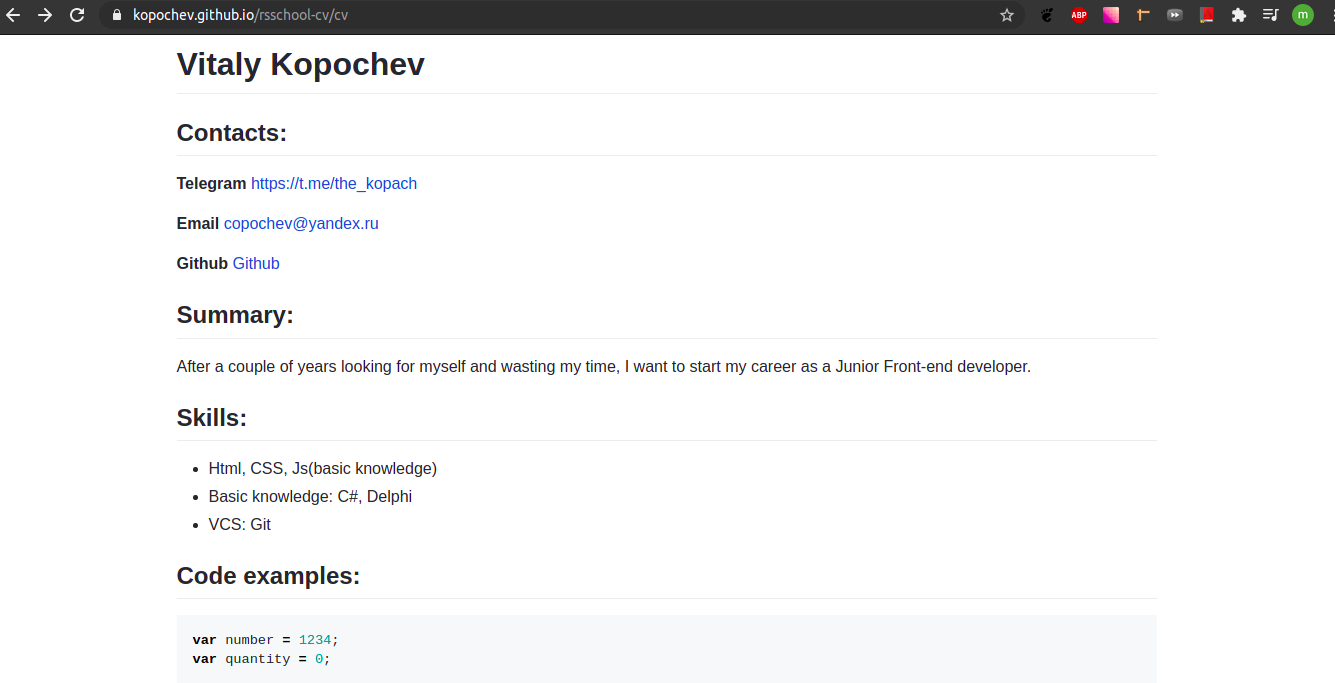 kopochev.github.io/rsschool-cv/cv
ABP
m
Vitaly Kopochev
Contacts:
Telegram https://t.me/the_kopach
Email copochev@yandex.ru
Github Github
Summary:
After a couple of years looking for myself and wasting my time, I want to start my career as a Junior Front-end developer.
Skills:
Html, CSS, Js(basic knowledge)
Basic knowledge: C#, Delphi
VCS: Git
Code examples:
var number = 1234;
var quantity = 0;